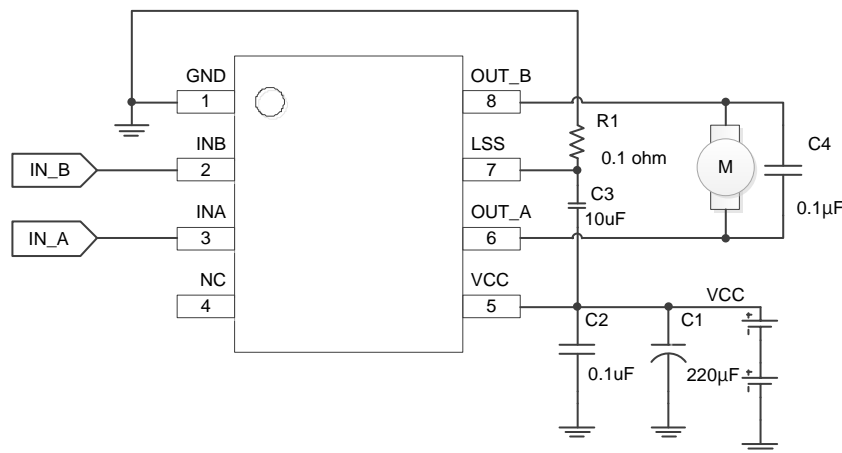 GND
1
OUT_B
8
R1
0.1 ohm
C4
0.1µF
IN_B
INB
2
LSS
7
M
C3
10uF
IN_A
INA
3
OUT_A
6
NC
4
VCC
5
C2
0.1uF
C1
220µF
VCC
+
+